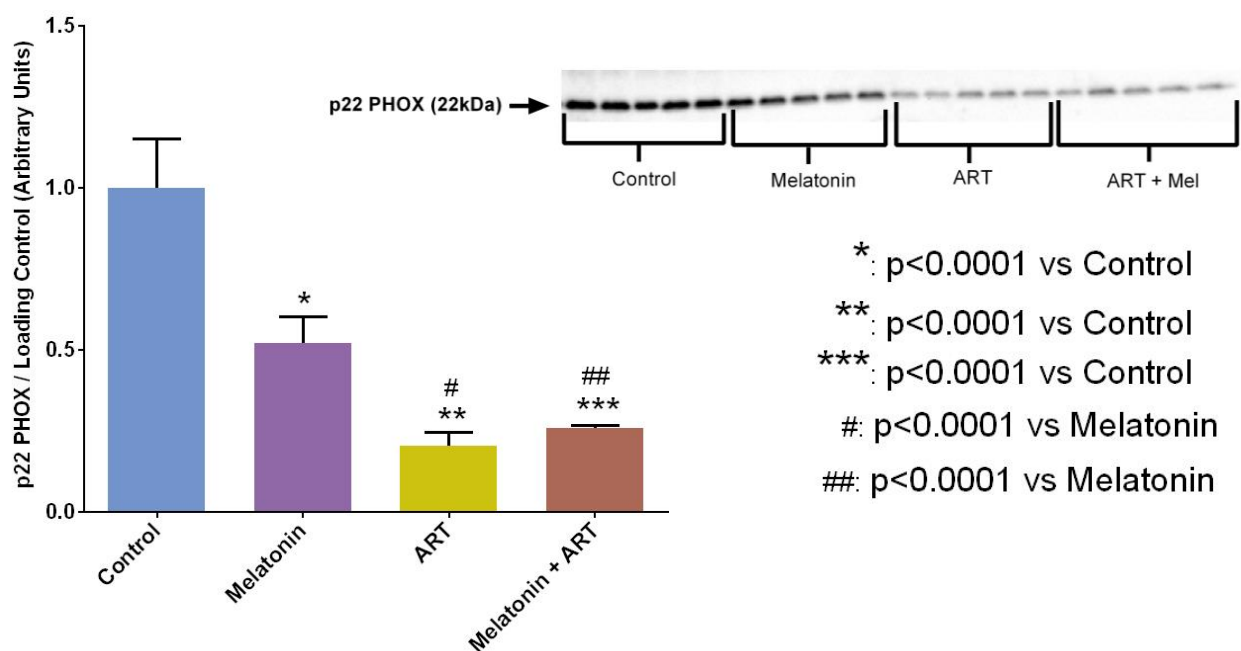 p22 PHOX / Loading Control (Arbitrary Units)
1.5
1.0
0.5
0.0
*
#
**
##
***
Control
Melatonin
ART
Melatonin + ART
p22 PHOX (22kDa)
Control
Melatonin
ART
ART + Mel
*: p<0.0001 vs Control
**: p<0.0001 vs Control
***: p<0.0001 vs Control
#: p<0.0001 vs Melatonin
##: p<0.0001 vs Melatonin